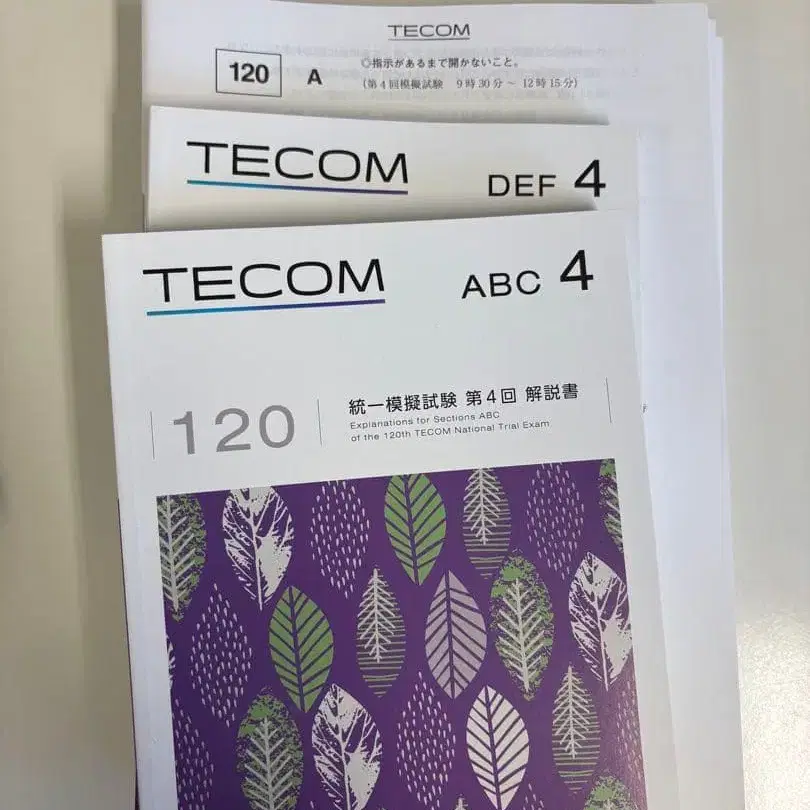 TECOM
120 A
◎指示があるまで開かないこと。
(第4回模擬試験 9時30分 ~ 12時15分)
TECOM
DEF 4
TECOM
ABC 4
120
統一模擬試験 第4回 解説書
Explanations for Sections ABC
of the 120th TECOM National Trial Exam